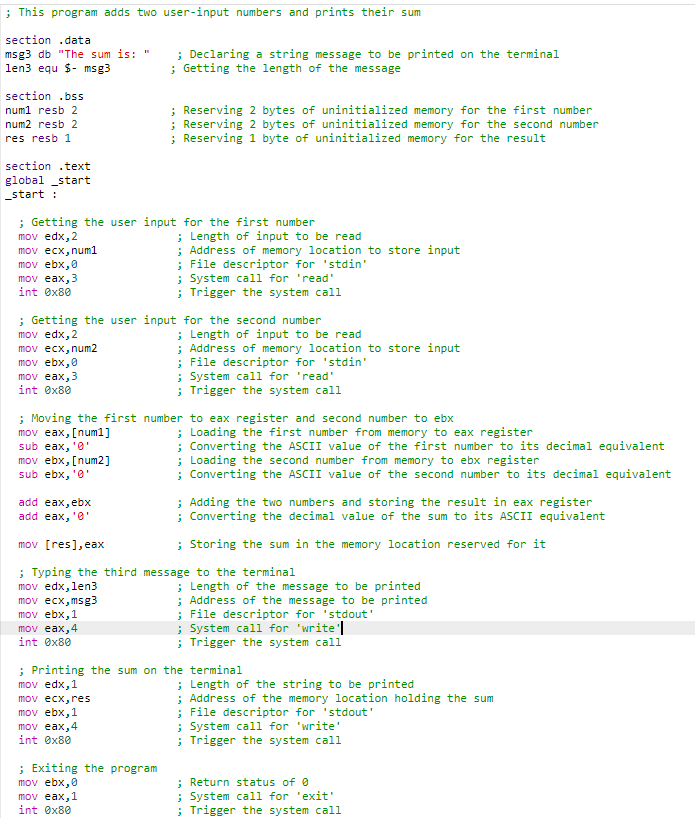 ; This program adds two user-input numbers and prints their sum
section .data
msg3 db "The sum is: "    ; Declaring a string message to be printed on the terminal
len3 equ $- msg3         ; Getting the length of the message
section .bss
num1 resb 2              ; Reserving 2 bytes of uninitialized memory for the first number
num2 resb 2              ; Reserving 2 bytes of uninitialized memory for the second number
res resb 1               ; Reserving 1 byte of uninitialized memory for the result
section .text
global _start
_start :
; Getting the user input for the first number
mov edx,2                ; Length of input to be read
mov ecx,num1             ; Address of memory location to store input
mov ebx,0                ; File descriptor for 'stdin'
mov eax,3                ; System call for 'read'
int 0x80                 ; Trigger the system call
; Getting the user input for the second number
mov edx,2                ; Length of input to be read
mov ecx,num2             ; Address of memory location to store input
mov ebx,0                ; File descriptor for 'stdin'
mov eax,3                ; System call for 'read'
int 0x80                 ; Trigger the system call
; Moving the first number to eax register and second number to ebx
mov eax,[num1]           ; Loading the first number from memory to eax register
sub eax,'0'              ; Converting the ASCII value of the first number to its decimal equivalent
mov ebx,[num2]           ; Loading the second number from memory to ebx register
sub ebx,'0'              ; Converting the ASCII value of the second number to its decimal equivalent
add eax,ebx              ; Adding the two numbers and storing the result in eax register
add eax,'0'              ; Converting the decimal value of the sum to its ASCII equivalent
mov [res],eax            ; Storing the sum in the memory location reserved for it
; Typing the third message to the terminal
mov edx,len3             ; Length of the message to be printed
mov ecx,msg3             ; Address of the message to be printed
mov ebx,1                ; File descriptor for 'stdout'
mov eax,4                ; System call for 'write'
int 0x80                 ; Trigger the system call
; Printing the sum on the terminal
mov edx,1                ; Length of the string to be printed
mov ecx,res              ; Address of the memory location holding the sum
mov ebx,1                ; File descriptor for 'stdout'
mov eax,4                ; System call for 'write'
int 0x80                 ; Trigger the system call
; Exiting the program
mov ebx,0                ; Return status of 0
mov eax,1                ; System call for 'exit'
int 0x80                 ; Trigger the system call